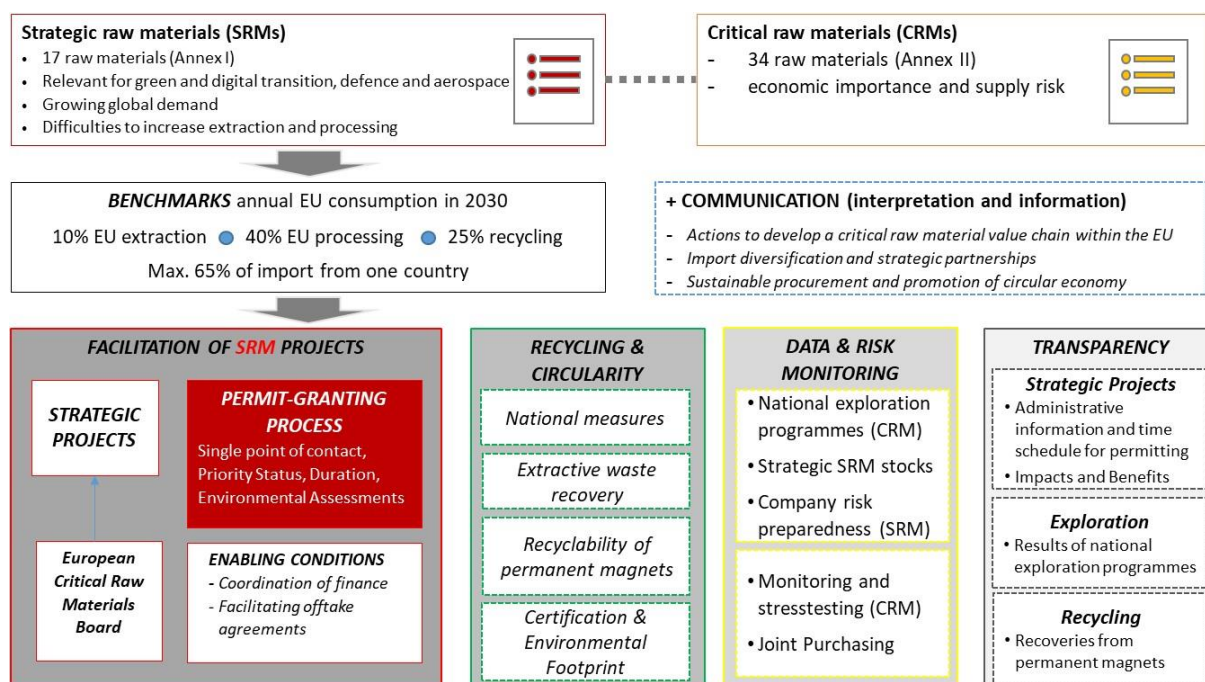 Strategic raw materials (SRMs)
• 17 raw materials (Annex I)
• Relevant for green and digital transition, defence and aerospace
• Growing global demand
• Difficulties to increase extraction and processing
Critical raw materials (CRMs)
- 34 raw materials (Annex II)
- economic importance and supply risk
BENCHMARKS annual EU consumption in 2030
10% EU extraction ● 40% EU processing ● 25% recycling
Max. 65% of import from one country
+ COMMUNICATION (interpretation and information)
- Actions to develop a critical raw material value chain within the EU
- Import diversification and strategic partnerships
- Sustainable procurement and promotion of circular economy
FACILITATION OF SRM PROJECTS
STRATEGIC
PROJECTS
European
Critical Raw
Materials
Board
PERMIT-GRANTING
PROCESS
Single point of contact,
Priority Status, Duration,
Environmental Assessments
ENABLING CONDITIONS
- Coordination of finance
- Facilitating offtake
agreements
RECYCLING &
CIRCULARITY
National measures
Extractive waste
recovery
Recyclability of
permanent magnets
Certification &
Environmental
Footprint
DATA & RISK
MONITORING
• National exploration
programmes (CRM)
• Strategic SRM stocks
• Company risk
preparedness (SRM)
• Monitoring and
stresstesting (CRM)
• Joint Purchasing
TRANSPARENCY
Strategic Projects
• Administrative
information and time
schedule for permitting
• Impacts and Benefits
Exploration
• Results of national
exploration programmes
Recycling
• Recoveries from
permanent magnets